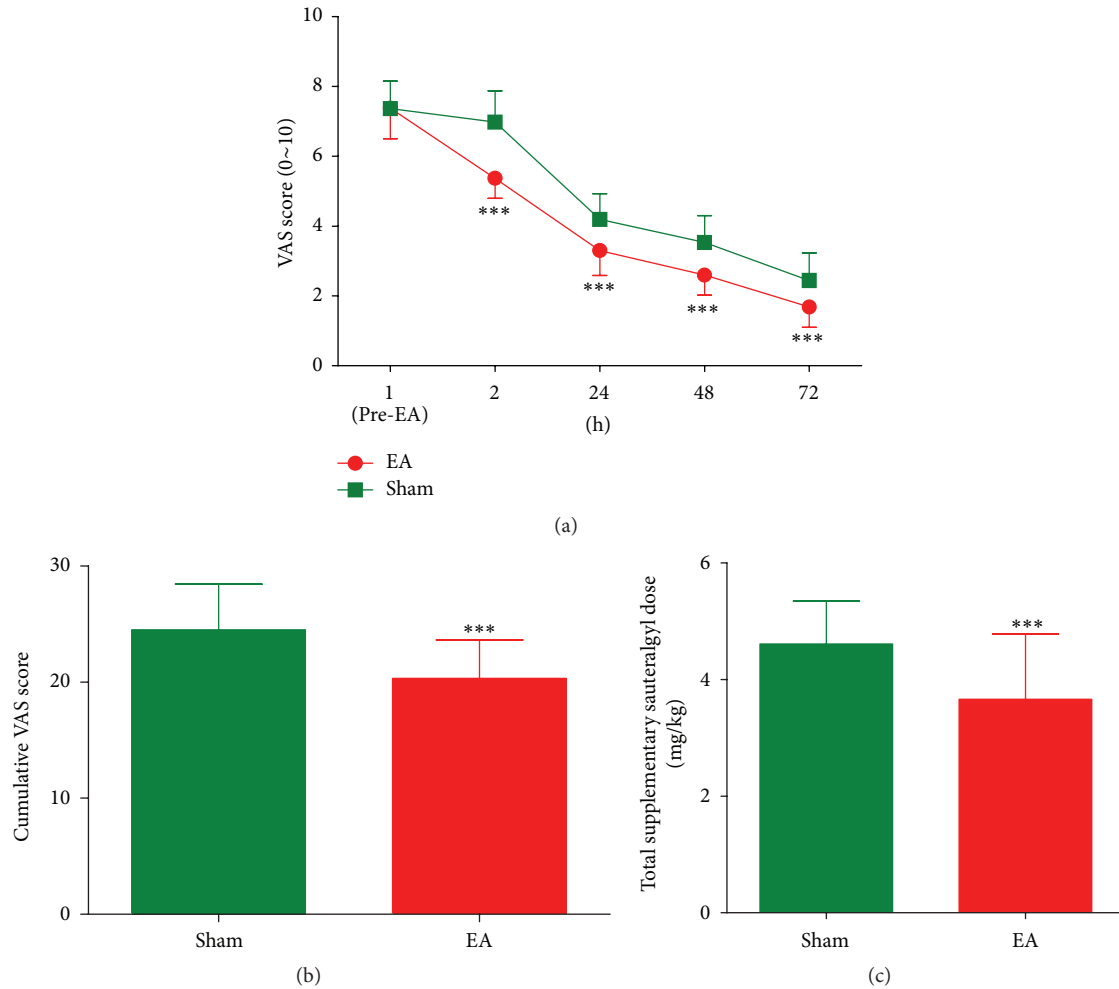 10
8
6
4
2
0
VAS score (0~10)
***
***
***
***
1
2
24
48
72
(Pre-EA)
(h)
EA
Sham
(a)
30
20
10
0
Cumulative VAS score
***
Sham
EA
(b)
6
4
2
0
Total supplementary sauteralgyl dose
(mg/kg)
***
Sham
EA
(c)